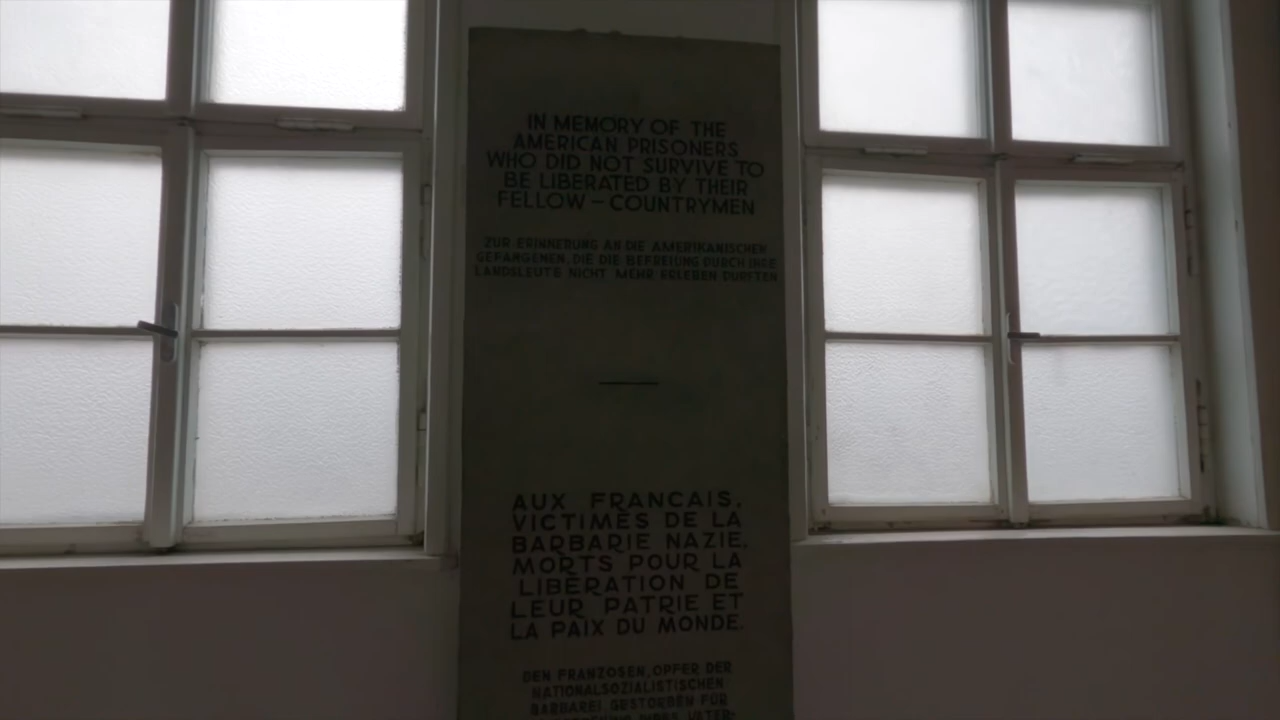 IN MEMORY OF THE
AMERICAN PRISONERS
WHO DID NOT SURVIVE TO
BE LIBERATED BY THEIR
FELLOW – COUNTRYMEN
ZUR ERINNERUNG AN DIE AMERIKANISCHEN
GEFANGENEN, DIE DIE BEFREIUNG DURCH IHRE
LANDSLEUTE NICHT MEHR ERLEBEN DURFTEN
AUX FRANCAIS,
VICTIMES DE LA
BARBARIE NAZIE,
MORTS POUR LA
LIBÉRATION DE
LEUR PATRIE ET
LA PAIX DU MONDE.
DEN FRANZOSEN, OPFER DER
NATIONALSOZIALISTISCHEN
BARBAREI, GESTORBEN FÜR